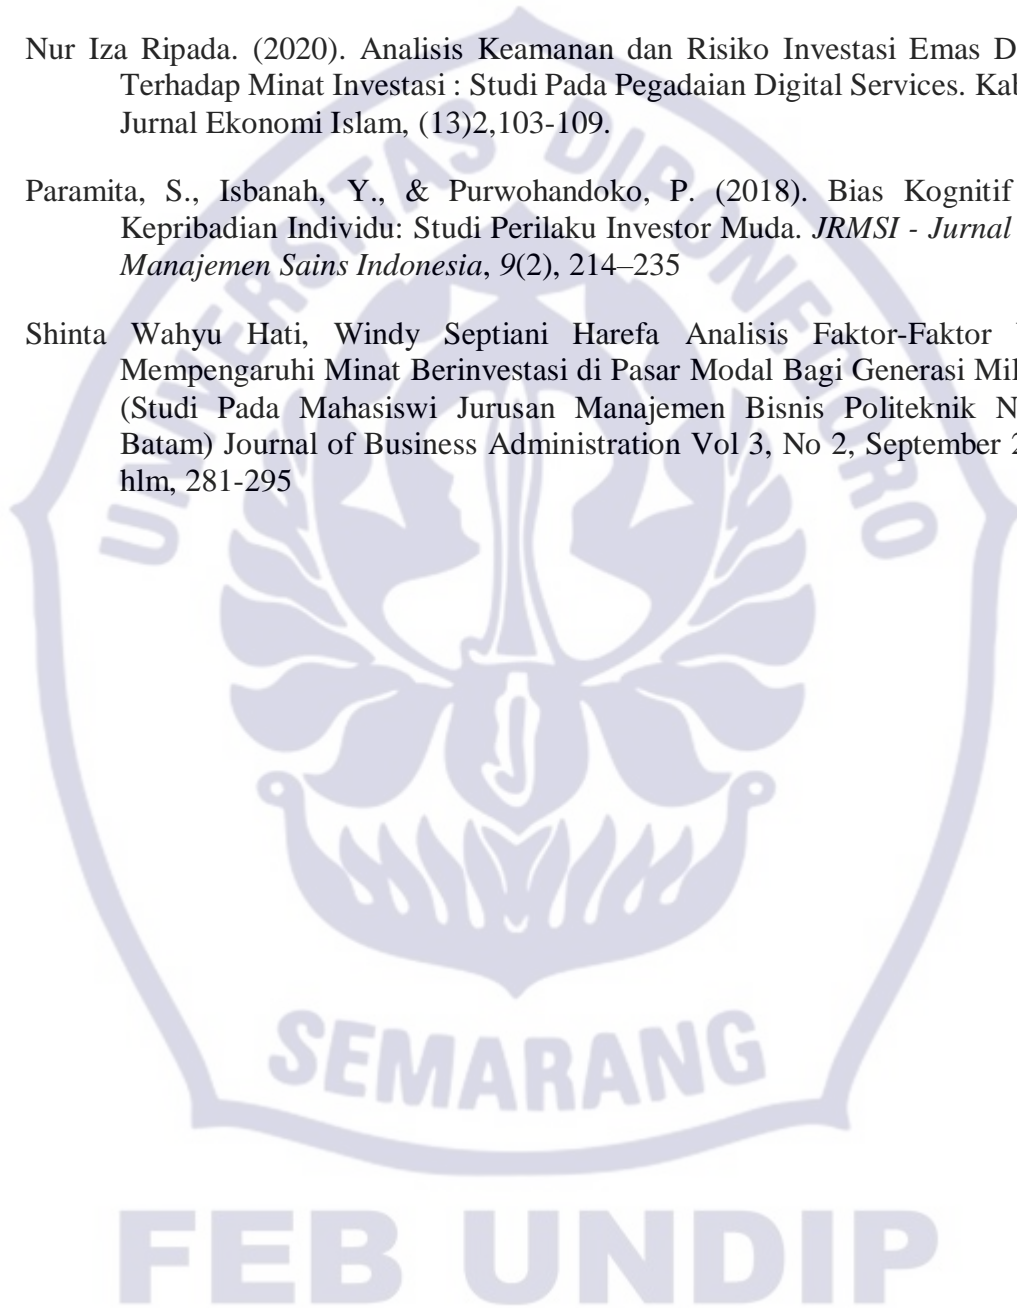 Nur Iza Ripada. (2020). Analisis Keamanan dan Risiko Investasi Emas D
Terhadap Minat Investasi : Studi Pada Pegadaian Digital Services. Kab
Jurnal Ekonomi Islam, (13)2,103-109.
Paramita, S., Isbanah, Y., & Purwohandoko, P. (2018). Bias Kognitif
Kepribadian Individu: Studi Perilaku Investor Muda. JRMSI - Jurnal
Manajemen Sains Indonesia, 9(2), 214–235
Shinta Wahyu Hati, Windy Septiani Harefa Analisis Faktor-Faktor
Mempengaruhi Minat Berinvestasi di Pasar Modal Bagi Generasi Mil
(Studi Pada Mahasiswi Jurusan Manajemen Bisnis Politeknik N
Batam) Journal of Business Administration Vol 3, No 2, September 2
hlm, 281-295
UNIVERSITAS DIPONEGORO
SEMARANG
FEB UNDIP